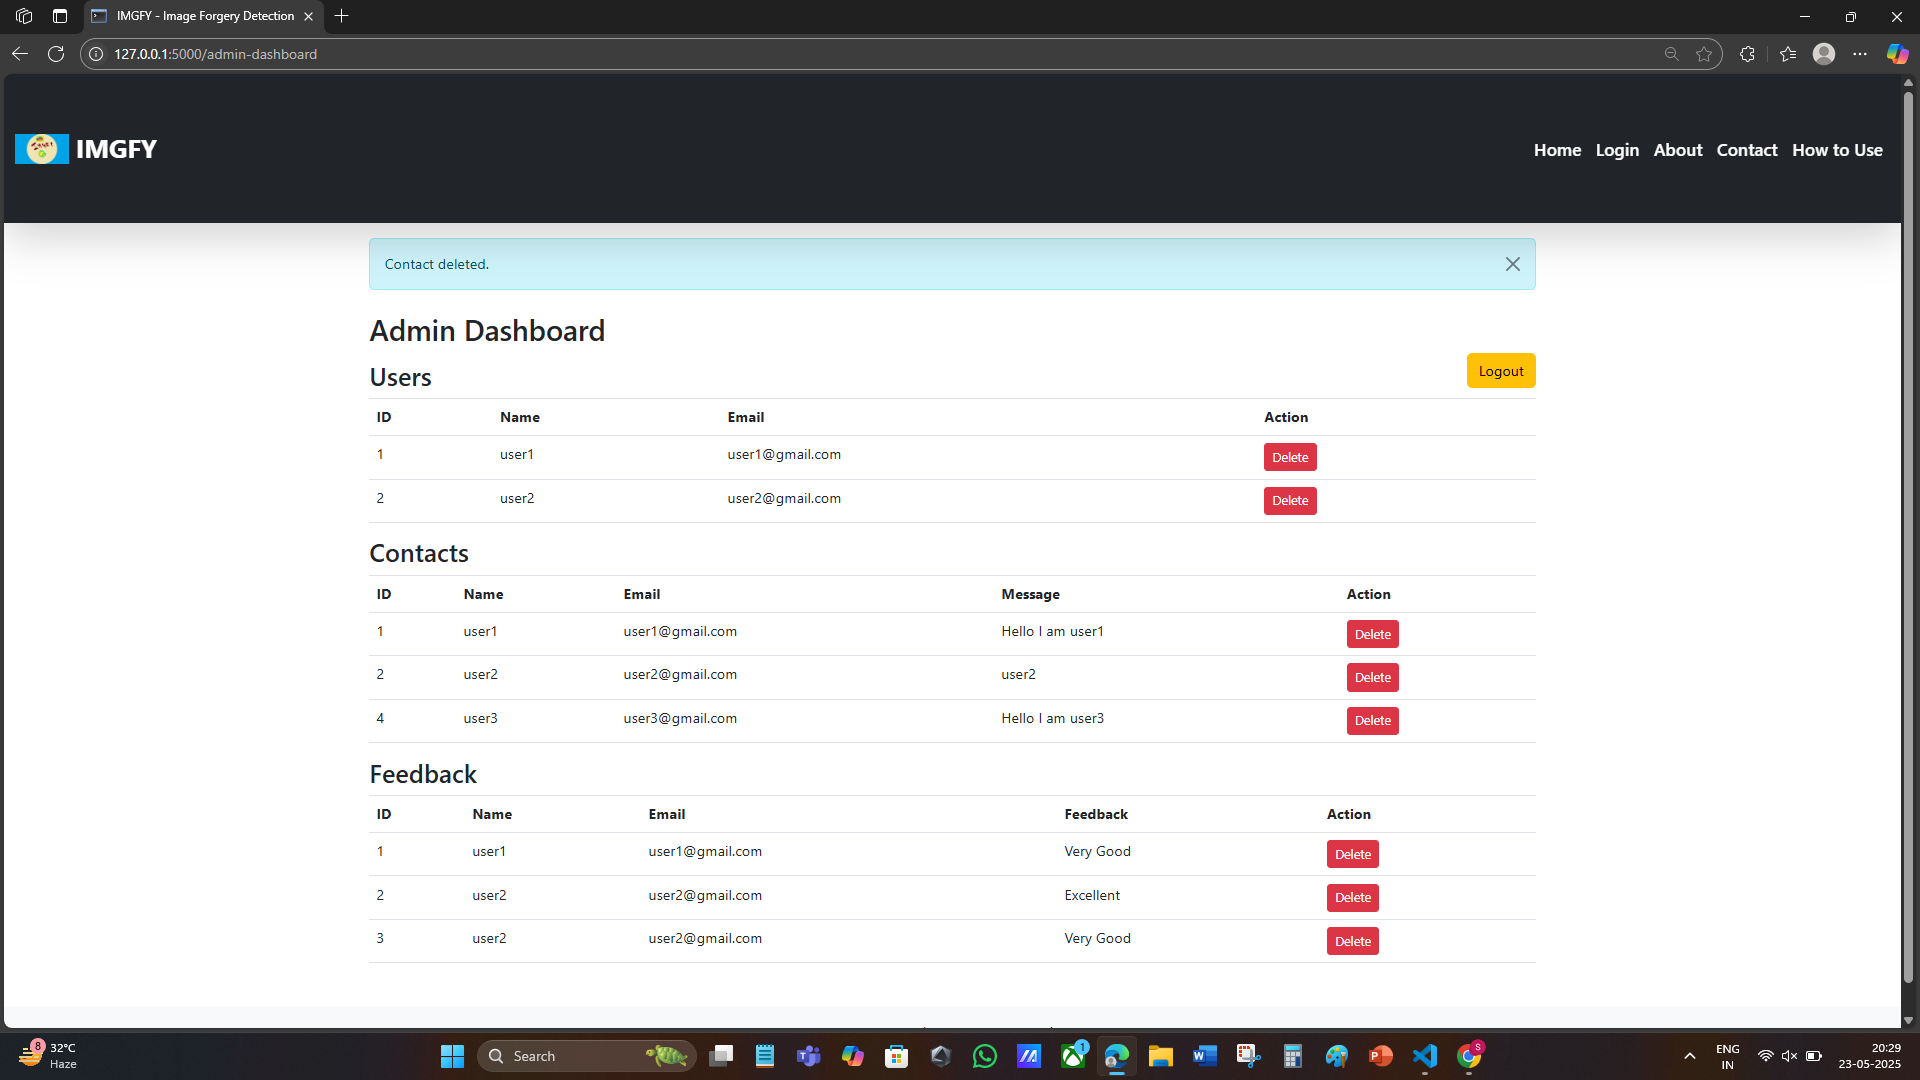 IMGFY - Image Forgery Detection
127.0.0.1:5000/admin-dashboard
IMGFY
Home Login About Contact How to Use
Contact deleted.
Admin Dashboard
Users
Logout
ID Name Email Action
1 user1 user1@gmail.com Delete
2 user2 user2@gmail.com Delete
Contacts
ID Name Email Message Action
1 user1 user1@gmail.com Hello I am user1 Delete
2 user2 user2@gmail.com user2 Delete
4 user3 user3@gmail.com Hello I am user3 Delete
Feedback
ID Name Email Feedback Action
1 user1 user1@gmail.com Very Good Delete
2 user2 user2@gmail.com Excellent Delete
3 user2 user2@gmail.com Very Good Delete
8 32°C
Haze
Search
1
S
ENG
IN
20:29
23-05-2025